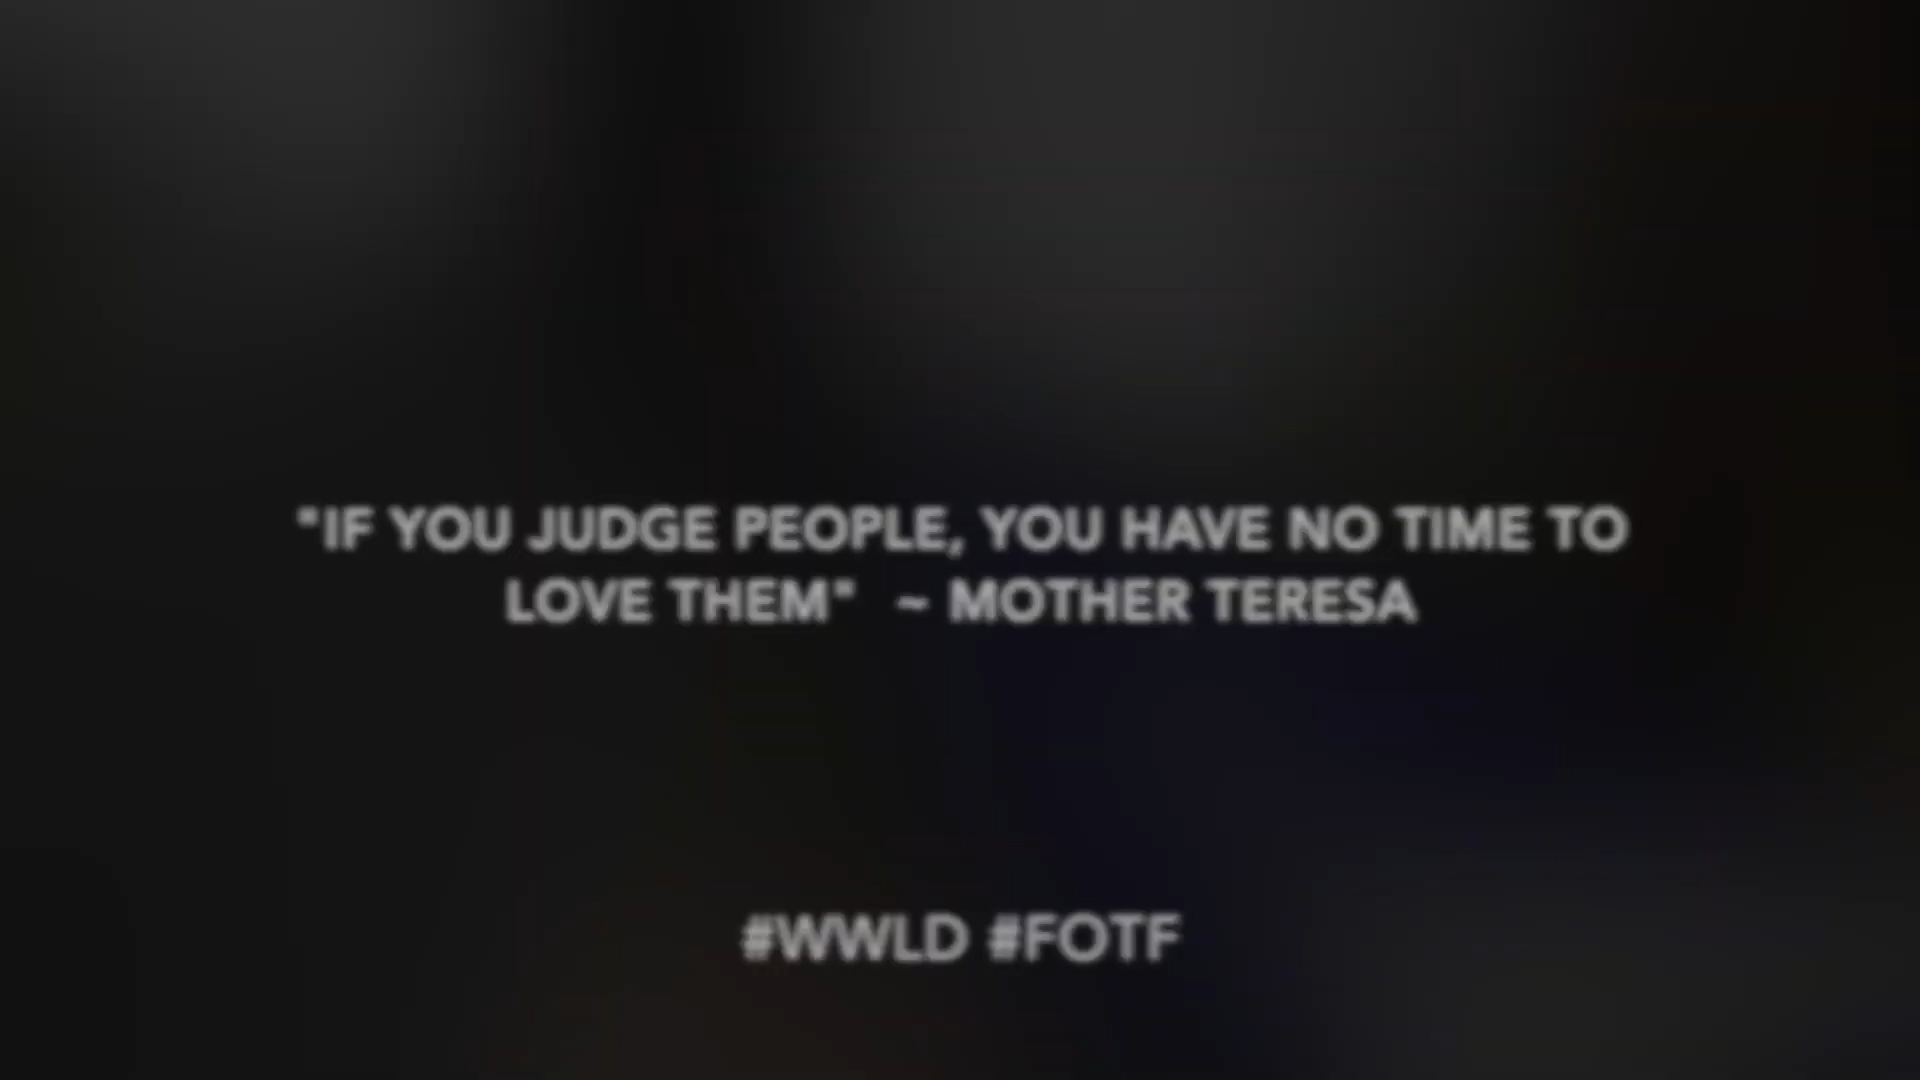 "IF YOU JUDGE PEOPLE, YOU HAVE NO TIME TO
LOVE THEM"  ~ MOTHER TERESA
#WWLD #FOTF